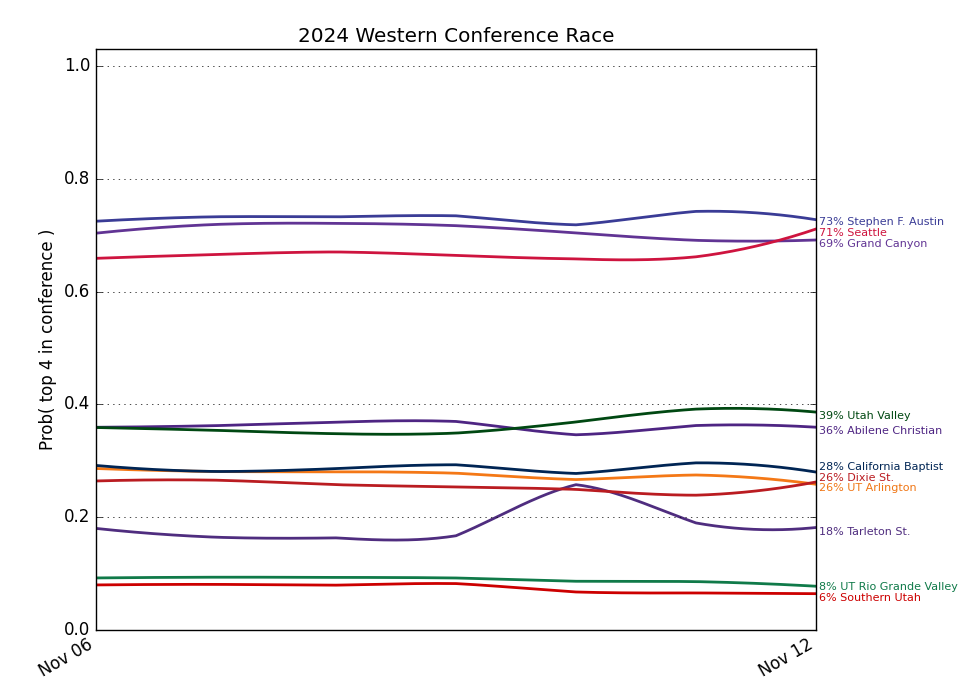 2024 Western Conference Race
Prob( top 4 in conference )
1.0
0.8
0.6
0.4
0.2
0.0
Nov 06
Nov 12
73% Stephen F. Austin
71% Seattle
69% Grand Canyon
39% Utah Valley
36% Abilene Christian
28% California Baptist
26% Dixie St.
26% UT Arlington
18% Tarleton St.
8% UT Rio Grande Valley
6% Southern Utah